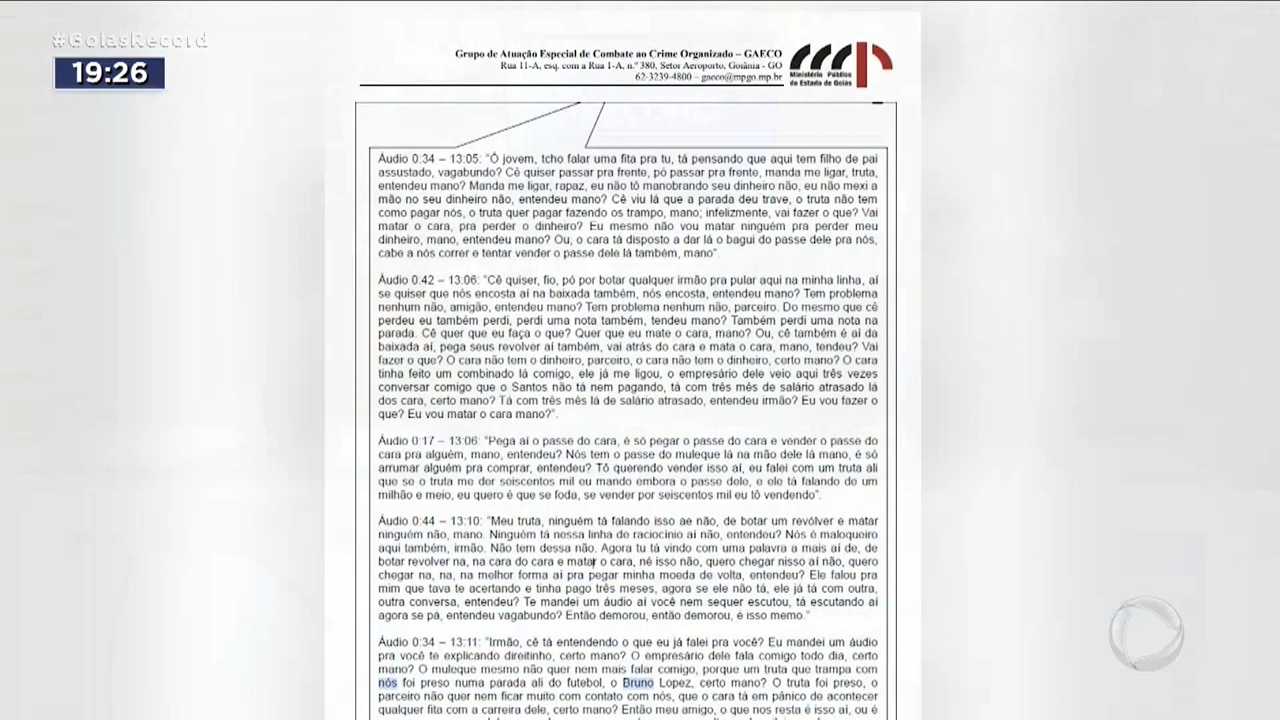 #GoiásRecord
19:26
Grupo de Atuação Especial de Combate ao Crime Organizado – GAECO
Rua 11-A, esq. com a Rua 1-A, n.º 380, Setor Aeroporto, Goiânia - GO
62-3239-4800 – gaeco@mpgo.mp.br
Ministério Público
do Estado de Goiás
Áudio 0:34 – 13:05: “Ô jovem, tcho falar uma fita pra tu, tá pensando que aqui tem filho de pai
assustado, vagabundo? Cê quiser passar pra frente, pó passar pra frente, manda me ligar, truta,
entendeu mano? Manda me ligar, rapaz, eu não tô manobrando seu dinheiro não, eu não mexi a
mão no seu dinheiro não, entendeu mano? Cê viu lá que a parada deu trave, o truta não tem
como pagar nós, o truta quer pagar fazendo os trampo, mano; infelizmente, vai fazer o que? Vai
matar o cara, pra perder o dinheiro? Eu mesmo não vou matar ninguém pra perder meu
dinheiro, mano, entendeu mano? Ou, o cara tá disposto a dar lá o bagui do passe dele pra nós,
cabe a nós correr e tentar vender o passe dele lá também, mano”.
Áudio 0:42 – 13:06: “Cê quiser, fio, pó por botar qualquer irmão pra pular aqui na minha linha, aí
se quiser que nós encosta aí na baixada também, nós encosta, entendeu mano? Tem problema
nenhum não, amigão, entendeu mano? Tem problema nenhum não, parceiro. Do mesmo que cê
perdeu eu também perdi, perdi uma nota também, tendeu mano? Também perdi uma nota na
parada. Cê quer que eu faça o que? Quer que eu mate o cara, mano? Ou, cê também é aí da
baixada aí, pega seus revolver aí também, vai atrás do cara e mata o cara, mano, tendeu? Vai
fazer o que? O cara não tem o dinheiro, parceiro, o cara não tem o dinheiro, certo mano? O cara
tinha feito um combinado lá comigo, ele já me ligou, o empresário dele veio aqui três vezes
conversar comigo que o Santos não tá nem pagando, tá com três mês de salário atrasado lá
dos cara, certo mano? Tá com três mês lá de salário atrasado, entendeu irmão? Eu vou fazer o
que? Eu vou matar o cara mano?”.
Áudio 0:17 – 13:06: “Pega aí o passe do cara, é só pegar o passe do cara e vender o passe do
cara pra alguém, mano, entendeu? Nós tem o passe do muleque lá na mão dele lá mano, é só
arrumar alguém pra comprar, entendeu? Tô querendo vender isso aí, eu falei com um truta ali
que se o truta me der seiscentos mil eu mando embora o passe dele, e ele tá falando de um
milhão e meio, eu quero é que se foda, se vender por seiscentos mil eu tô vendendo”.
Áudio 0:44 – 13:10: “Meu truta, ninguém tá falando isso ae não, de botar um revólver e matar
ninguém não, mano. Ninguém tá nessa linha de raciocínio aí não, entendeu? Nós é maloqueiro
aqui também, irmão. Não tem dessa não. Agora tu tá vindo com uma palavra a mais aí de, de
botar revolver na, na cara do cara e matar o cara, né isso não, quero chegar nisso aí não, quero
chegar na, na, na melhor forma aí pra pegar minha moeda de volta, entendeu? Ele falou pra
mim que tava te acertando e tinha pago três meses, agora se ele não tá, ele já tá com outra,
outra conversa, entendeu? Te mandei um áudio aí você nem sequer escutou, tá escutando aí
agora se pá, entendeu vagabundo? Então demorou, então demorou, é isso memo.”
Áudio 0:34 – 13:11: “Irmão, cê tá entendendo o que eu já falei pra você? Eu mandei um áudio
pra você te explicando direitinho, certo mano? O empresário dele fala comigo todo dia, certo
mano? O muleque mesmo não quer nem mais falar comigo, porque um truta que trampa com
nós foi preso numa parada ali do futebol, o Bruno Lopez, certo mano? O truta foi preso, o
parceiro não quer nem ficar muito com contato com nós, que o cara tá em pânico de acontecer
qualquer fita com a carreira dele, certo mano? Então meu amigo, o que nos resta é isso aí, ou é